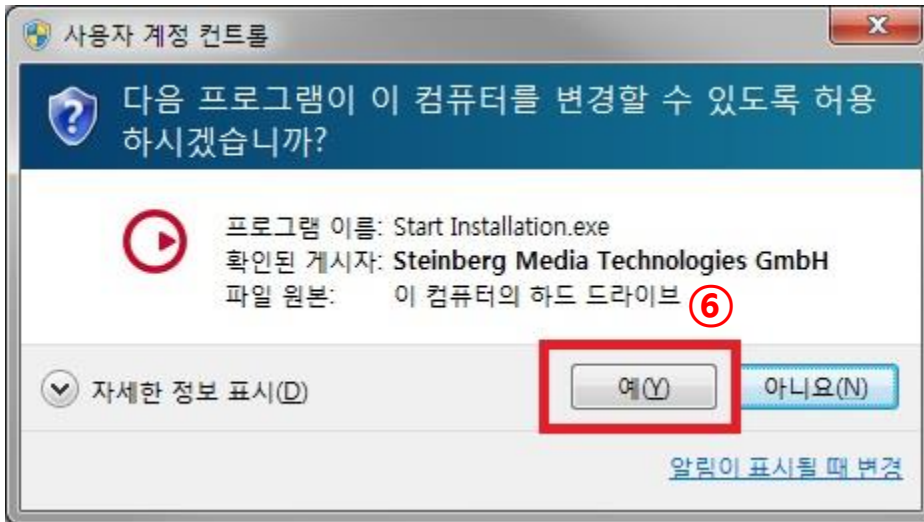 사용자 계정 컨트롤
다음 프로그램이 이 컴퓨터를 변경할 수 있도록 허용
하시겠습니까?
프로그램 이름: Start Installation.exe
확인된 게시자: Steinberg Media Technologies GmbH
파일 원본: 이 컴퓨터의 하드 드라이브
⑥
자세한 정보 표시(D)
예(Y)
아니요(N)
알림이 표시될 때 변경